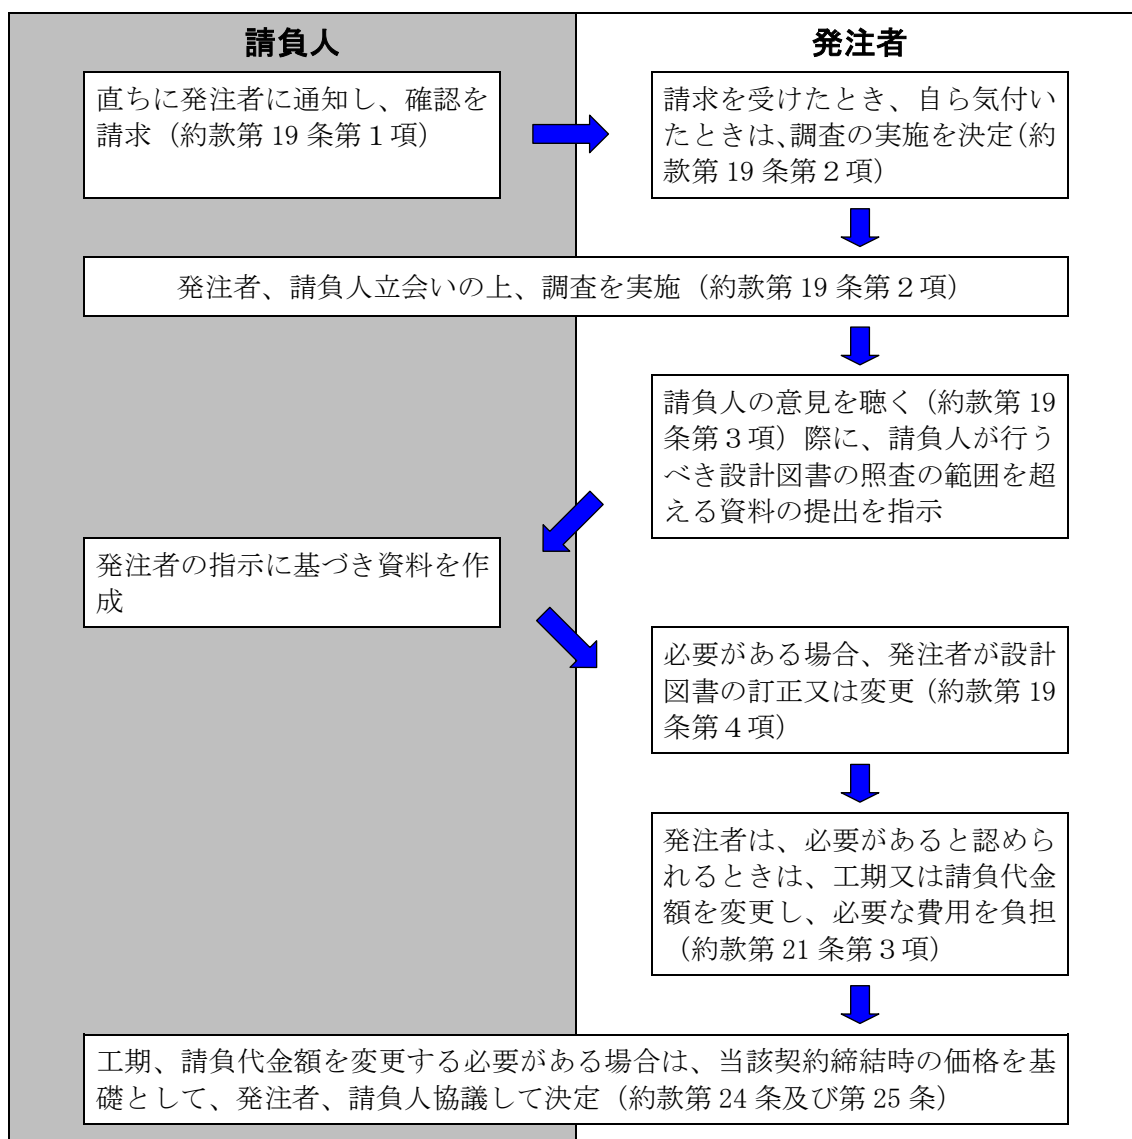 請負人
発注者
直ちに発注者に通知し、確認を
請求（約款第 19 条第１項）
請求を受けたとき、自ら気付い
たときは、調査の実施を決定（約
款第 19 条第２項）
発注者、請負人立会いの上、調査を実施（約款第 19 条第２項）
請負人の意見を聴く（約款第 19
条第３項）際に、請負人が行う
べき設計図書の照査の範囲を超
える資料の提出を指示
発注者の指示に基づき資料を作
成
必要がある場合、発注者が設計
図書の訂正又は変更（約款第 19
条第４項）
発注者は、必要があると認めら
れるときは、工期又は請負代金
額を変更し、必要な費用を負担
（約款第 21 条第３項）
工期、請負代金額を変更する必要がある場合は、当該契約締結時の価格を基
礎として、発注者、請負人協議して決定（約款第 24 条及び第 25 条）